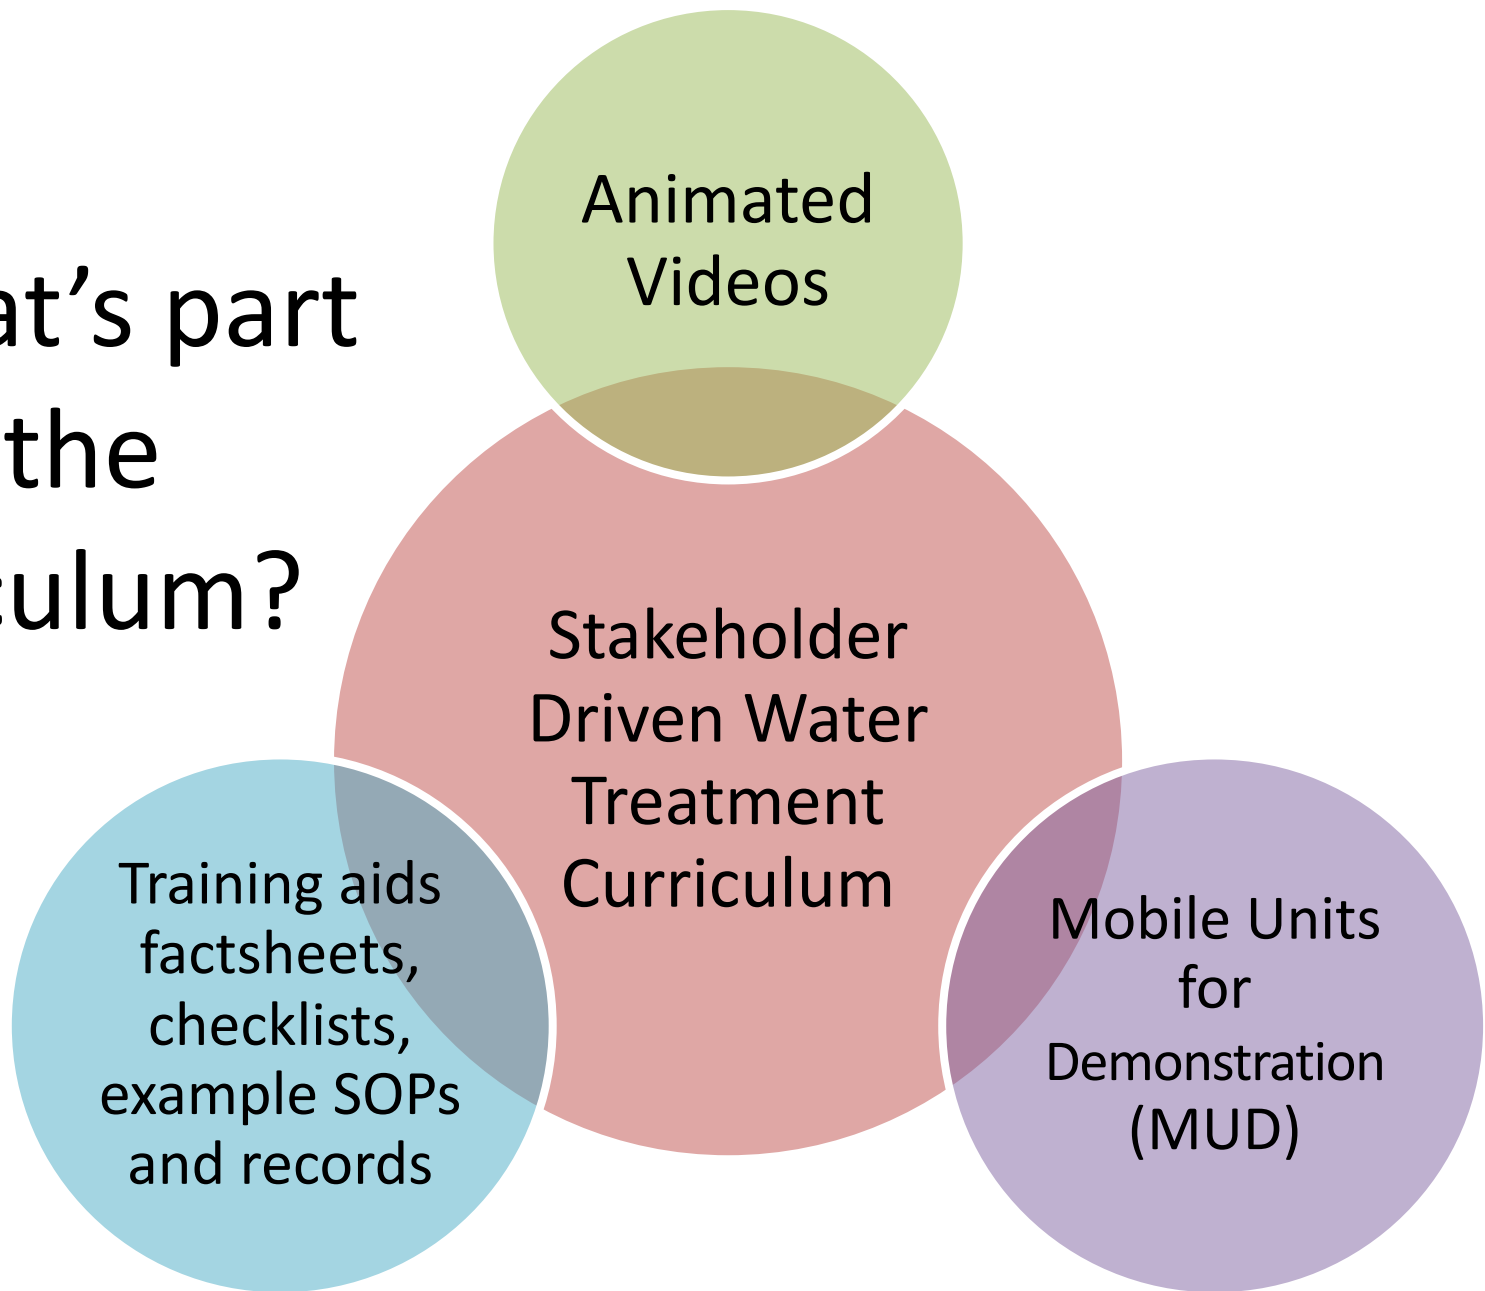 at's part
the
culum?
Animated
Videos
Stakeholder
Driven Water
Treatment
Curriculum
Training aids
factsheets,
checklists,
example SOPs
and records
Mobile Units
for
Demonstration
(MUD)